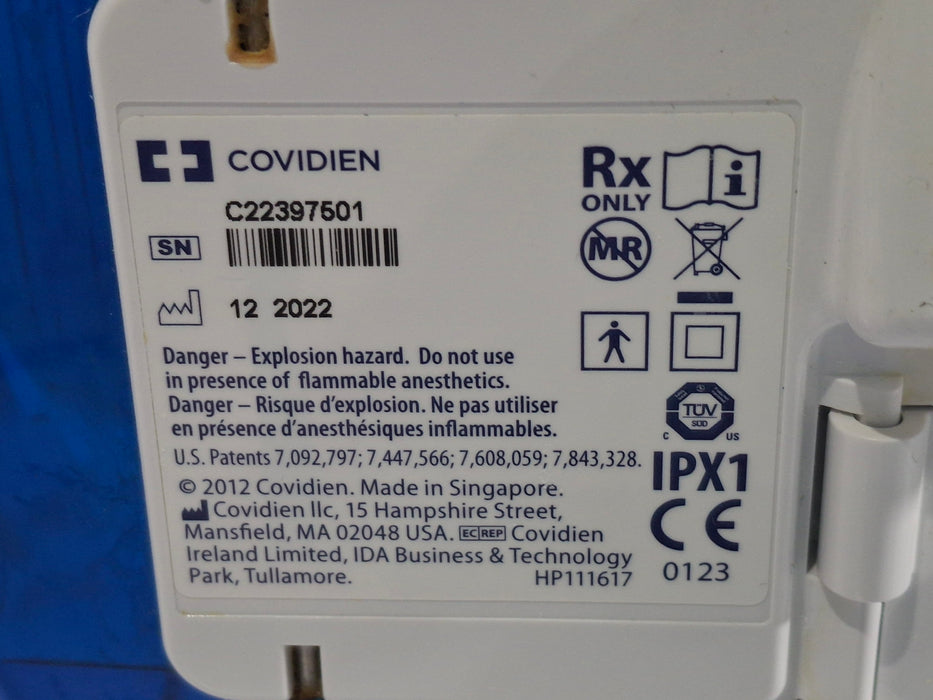 COVIDIEN
C22397501
SN
12 2022
Danger – Explosion hazard. Do not use
in presence of flammable anesthetics.
Danger – Risque d'explosion. Ne pas utiliser
en présence d'anesthésiques inflammables.
U.S. Patents 7,092,797; 7,447,566; 7,608,059; 7,843,328.
© 2012 Covidien. Made in Singapore.
Covidien llc, 15 Hampshire Street,
Mansfield, MA 02048 USA. EC REP Covidien
Ireland Limited, IDA Business & Technology
Park, Tullamore.
HP111617
Rx
ONLY
i
MR
TÜV
SÜD
C US
IPX1
CE
0123